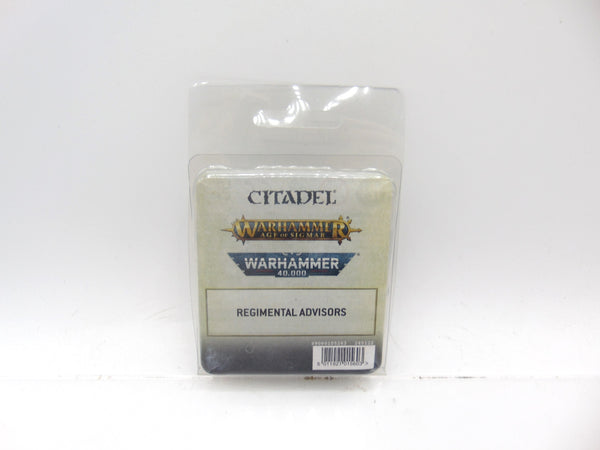 CITADEL
WARHAMMER
AGE OF SIGMAR
WARHAMMER
40,000
REGIMENTAL ADVISORS